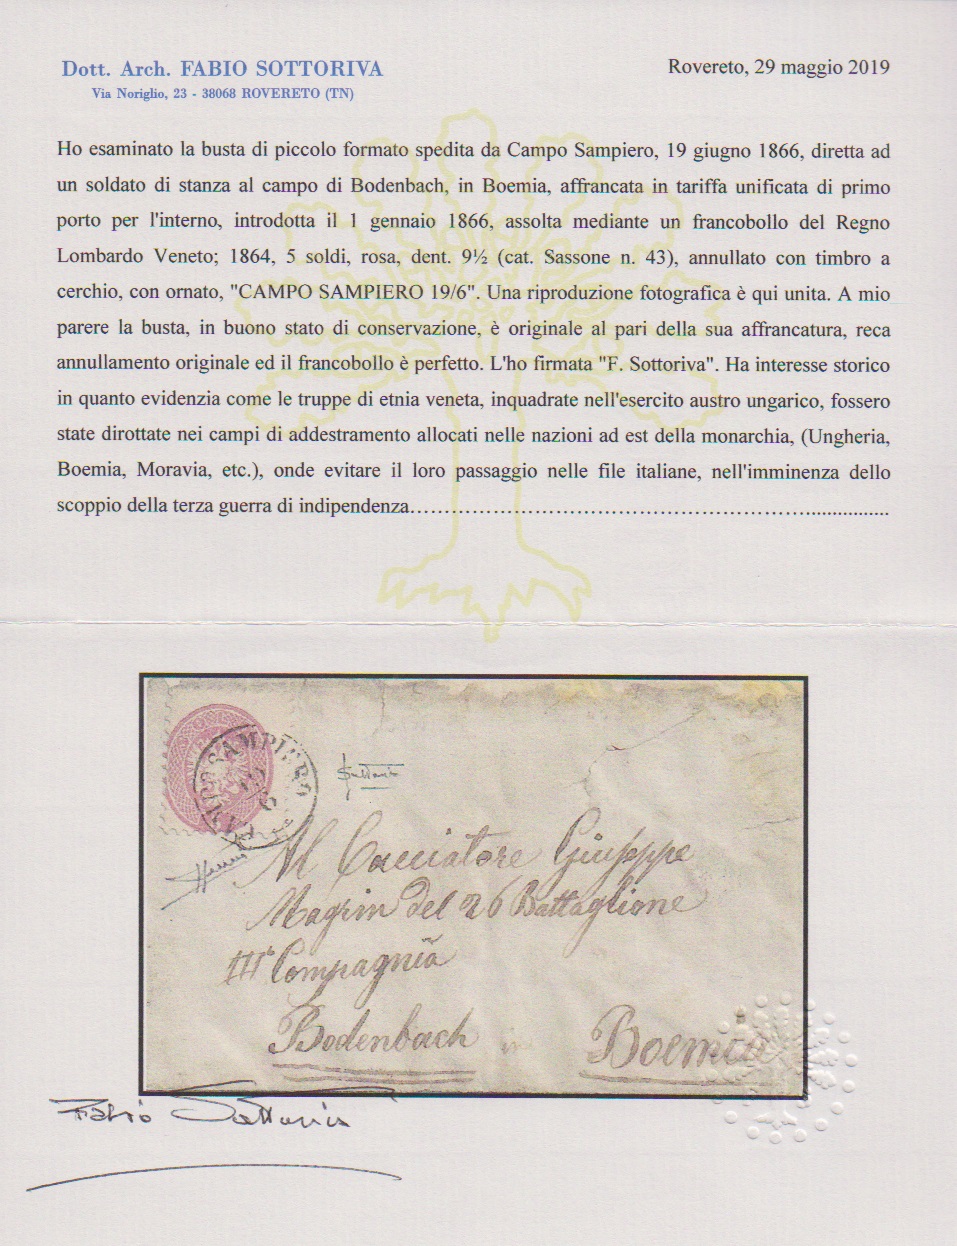 Dott. Arch. FABIO SOTTORIVA
Via Noriglio, 23 - 38068 ROVERETO (TN)
Rovereto, 29 maggio 2019
Ho esaminato la busta di piccolo formato spedita da Campo Sampiero, 19 giugno 1866, diretta ad
un soldato di stanza al campo di Bodenbach, in Boemia, affrancata in tariffa unificata di primo
porto per l'interno, introdotta il 1 gennaio 1866, assolta mediante un francobollo del Regno
Lombardo Veneto; 1864, 5 soldi, rosa, dent. 9½ (cat. Sassone n. 43), annullato con timbro a
cerchio, con ornato, "CAMPO SAMPIERO 19/6". Una riproduzione fotografica è qui unita. A mio
parere la busta, in buono stato di conservazione, è originale al pari della sua affrancatura, reca
annullamento originale ed il francobollo è perfetto. L'ho firmata "F. Sottoriva". Ha interesse storico
in quanto evidenzia come le truppe di etnia veneta, inquadrate nell'esercito austro ungarico, fossero
state dirottate nei campi di addestramento allocati nelle nazioni ad est della monarchia, (Ungheria,
Boemia, Moravia, etc.), onde evitare il loro passaggio nelle file italiane, nell'imminenza dello
scoppio della terza guerra di indipendenza…………………………………………………...............
CAMPO SAMPIERO
19
6
Al Cacciatore Giuseppe
Magrin del 26 Battaglione
III Compagnia
Bodenbach in Boemia
Fabio Sottoriva